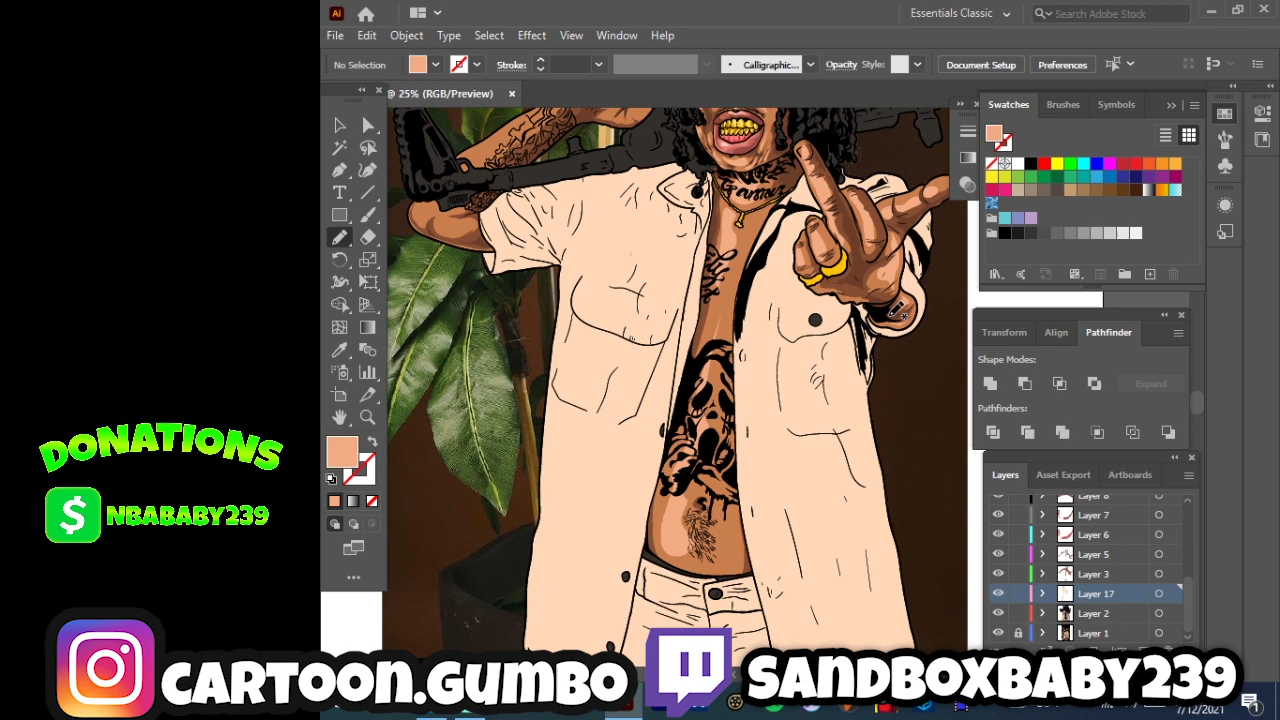 Ai
Essentials Classic
Search Adobe Stock
File Edit Object Type Select Effect View Window Help
No Selection
Stroke:
Calligraphic...
Opacity Style:
Document Setup
Preferences
@ 25% (RGB/Preview)
Swatches Brushes Symbols
Transform Align Pathfinder
Shape Modes:
Expand
Pathfinders:
Layers Asset Export Artboards
Layer 8
Layer 7
Layer 6
Layer 5
Layer 3
Layer 17
Layer 2
Layer 1
DONATIONS
$ NBABABY239
CARTOON.GUMBO
SANDBOXBABY239
7/12/2021